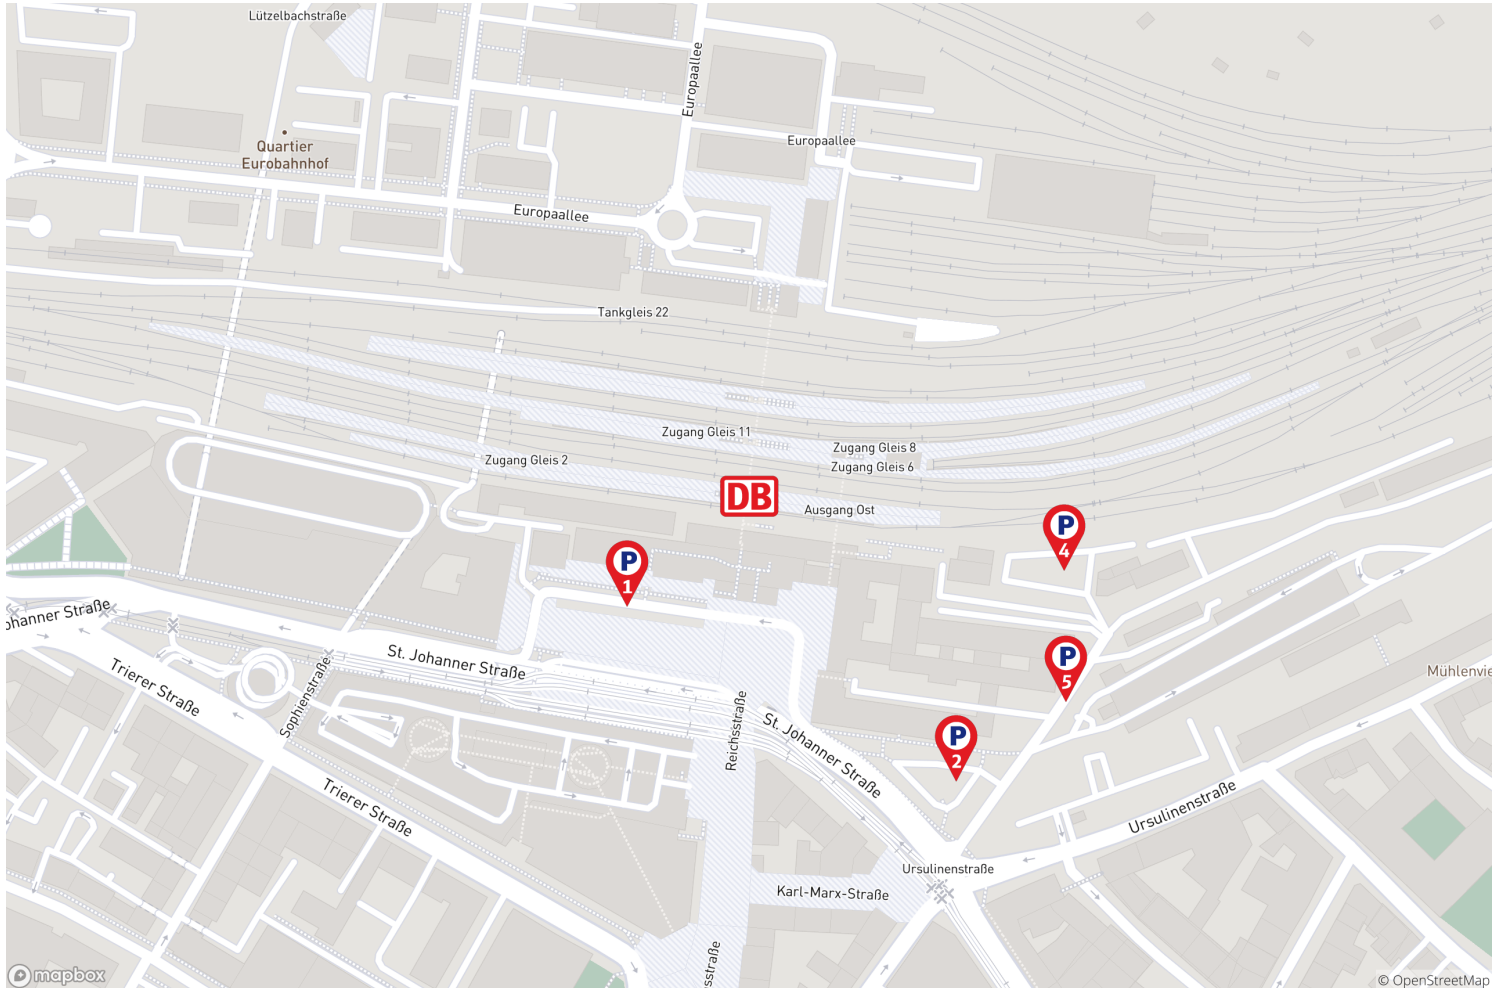 Lützelbachstraße
Europaallee
Quartier
Eurobahnhof
Europaallee
Europaallee
Tankgleis 22
Zugang Gleis 11
Zugang Gleis 2
Zugang Gleis 8
Zugang Gleis 6
DB
Ausgang Ost
P
4
P
1
ohanner Straße
St. Johanner Straße
Trierer Straße
Sophienstraße
P
5
Mühlenvie
Reichsstraße
St. Johanner Straße
P
2
Trierer Straße
Ursulinenstraße
Ursulinenstraße
Karl-Marx-Straße
sstraße
mapbox
© OpenStreetMap